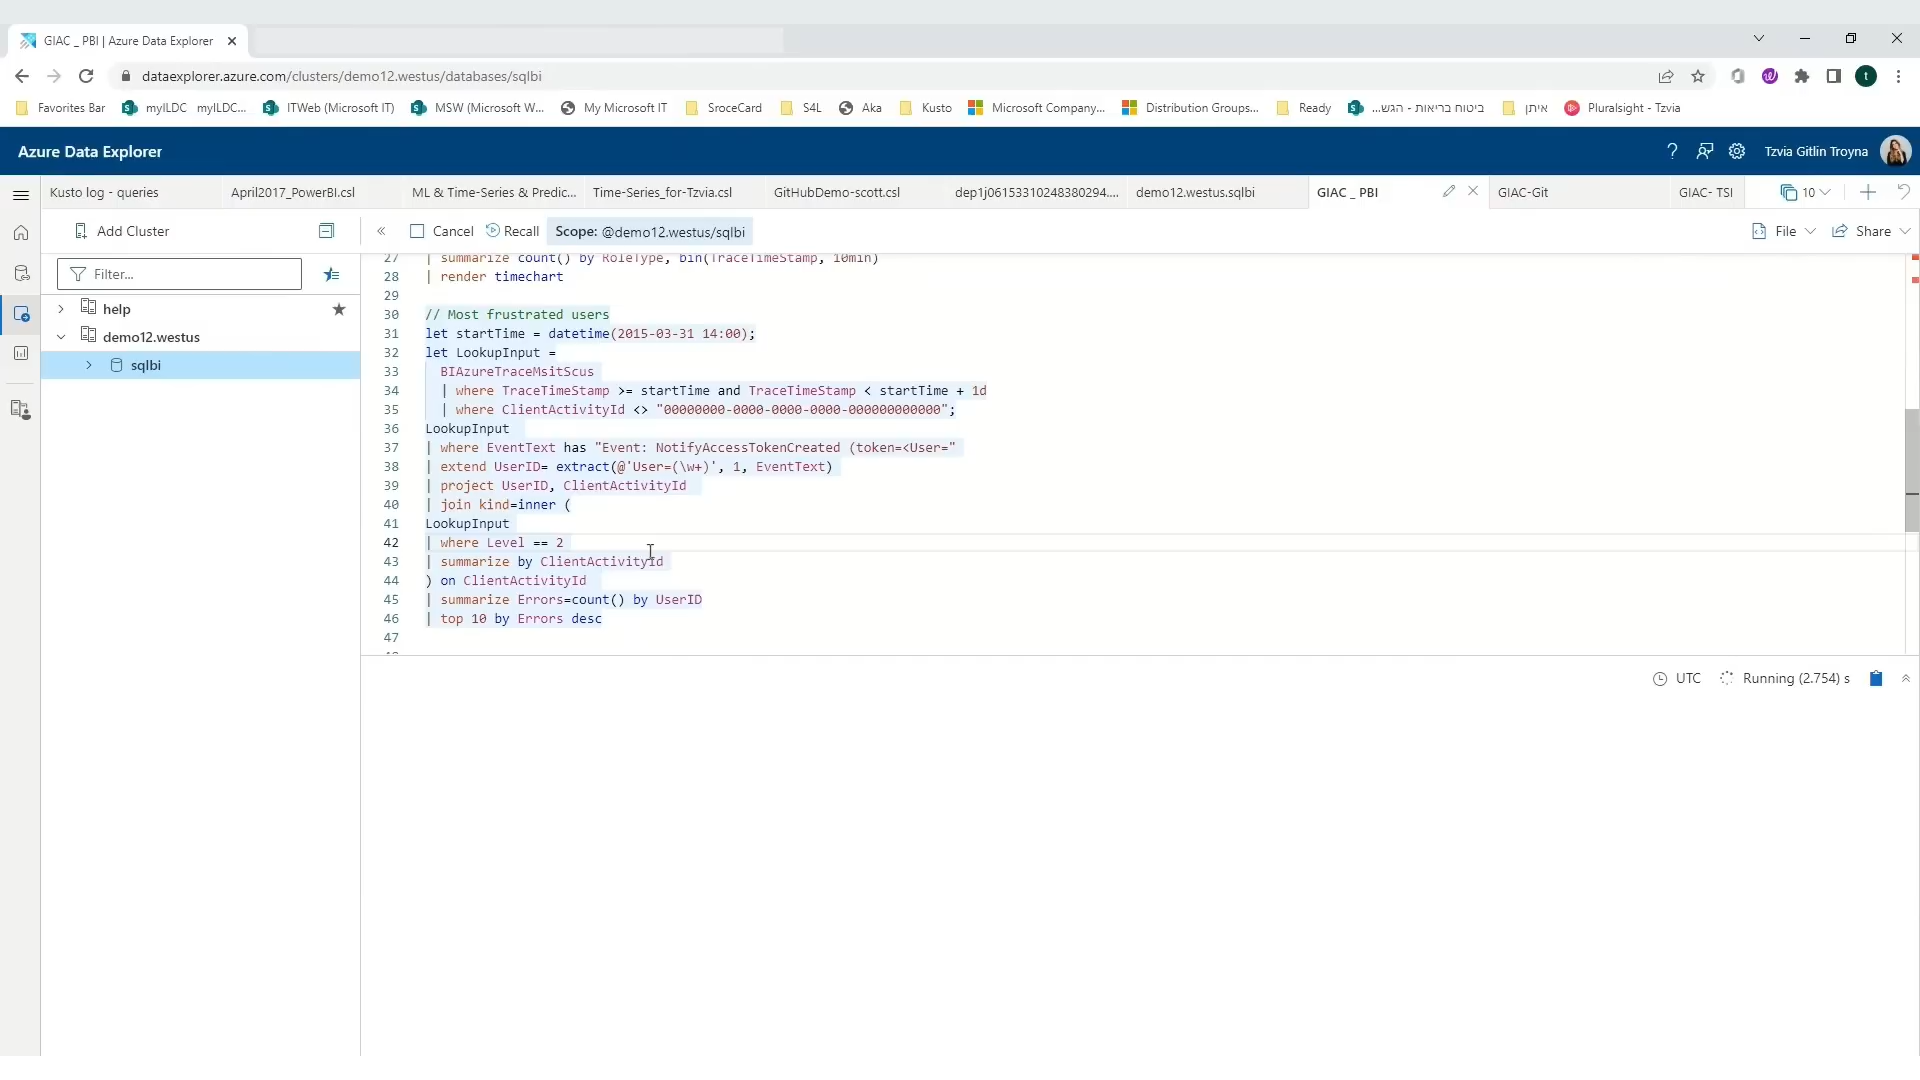 GIAC _ PBI | Azure Data Explorer
dataexplorer.azure.com/clusters/demo12.westus/databases/sqlbi
t
Favorites Bar
myILDC
myILDC...
ITWeb (Microsoft IT)
MSW (Microsoft W...
My Microsoft IT
SroceCard
S4L
Aka
Kusto
Microsoft Company...
Distribution Groups...
Ready
ביטוח בריאות - הגש...
איתן
Pluralsight - Tzvia
Azure Data Explorer
Tzvia Gitlin Troyna
Kusto log - queries
April2017_PowerBI.csl
ML & Time-Series & Predic...
Time-Series_for-Tzvia.csl
GitHubDemo-scott.csl
dep1j06153310248380294....
demo12.westus.sqlbi
GIAC _ PBI
GIAC-Git
GIAC- TSI
10
Add Cluster
Cancel
Recall
Scope: @demo12.westus/sqlbi
File
Share
Filter...
help
demo12.westus
sqlbi
27 | summarize count() by RoleType, bin(TraceTimeStamp, 10min)
28 | render timechart
29
30 // Most frustrated users
31 let startTime = datetime(2015-03-31 14:00);
32 let LookupInput =
33 BIAzureTraceMsitScus
34 | where TraceTimeStamp >= startTime and TraceTimeStamp < startTime + 1d
35 | where ClientActivityId <> "00000000-0000-0000-0000-000000000000";
36 LookupInput
37 | where EventText has "Event: NotifyAccessTokenCreated (token=<User="
38 | extend UserID= extract(@'User=(\w+)', 1, EventText)
39 | project UserID, ClientActivityId
40 | join kind=inner (
41 LookupInput
42 | where Level == 2
43 | summarize by ClientActivityId
44 ) on ClientActivityId
45 | summarize Errors=count() by UserID
46 | top 10 by Errors desc
47
UTC
Running (2.754) s